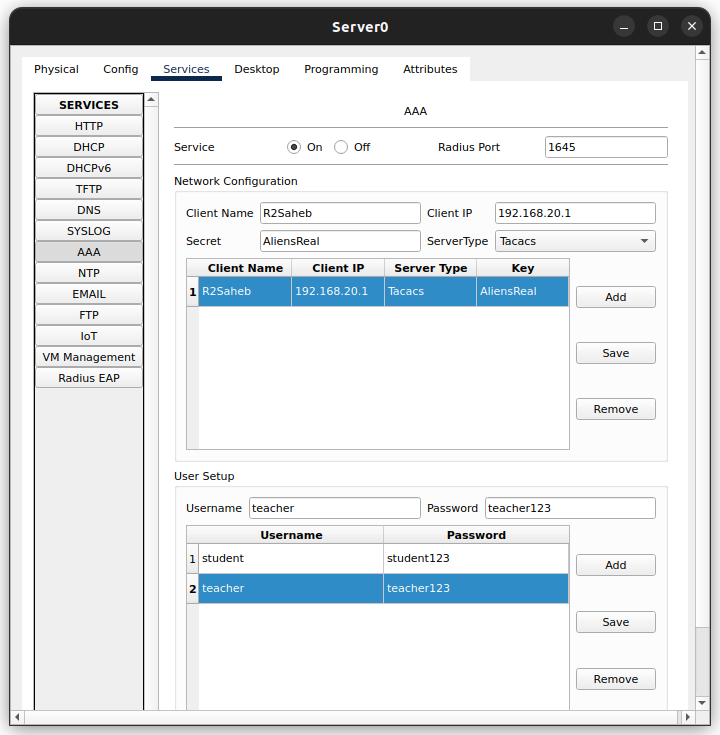 Server0
Physical Config Services Desktop Programming Attributes
SERVICES
HTTP
DHCP
DHCPv6
TFTP
DNS
SYSLOG
AAA
NTP
EMAIL
FTP
IoT
VM Management
Radius EAP
AAA
Service On Off Radius Port 1645
Network Configuration
Client Name R2Saheb Client IP 192.168.20.1
Secret AliensReal ServerType Tacacs
Client Name Client IP Server Type Key
1 R2Saheb 192.168.20.1 Tacacs AliensReal
Add
Save
Remove
User Setup
Username teacher Password teacher123
Username Password
1 student student123
2 teacher teacher123
Add
Save
Remove